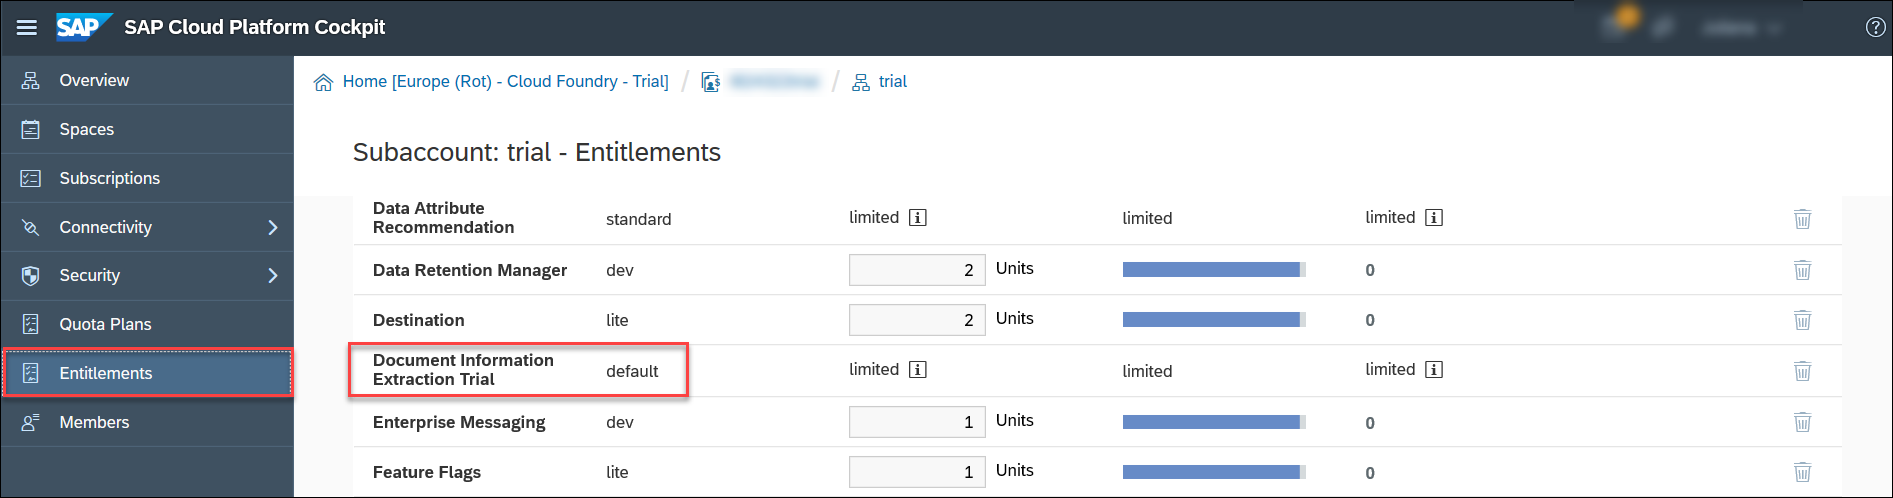 SAP SAP Cloud Platform Cockpit
Overview
Spaces
Subscriptions
Connectivity
Security
Quota Plans
Entitlements
Members
Home [Europe (Rot) - Cloud Foundry - Trial] / / trial
Subaccount: trial - Entitlements
Data Attribute
Recommendation standard limited limited limited
Data Retention Manager dev 2 Units 0
Destination lite 2 Units 0
Document Information
Extraction Trial default limited limited limited
Enterprise Messaging dev 1 Units 0
Feature Flags lite 1 Units 0